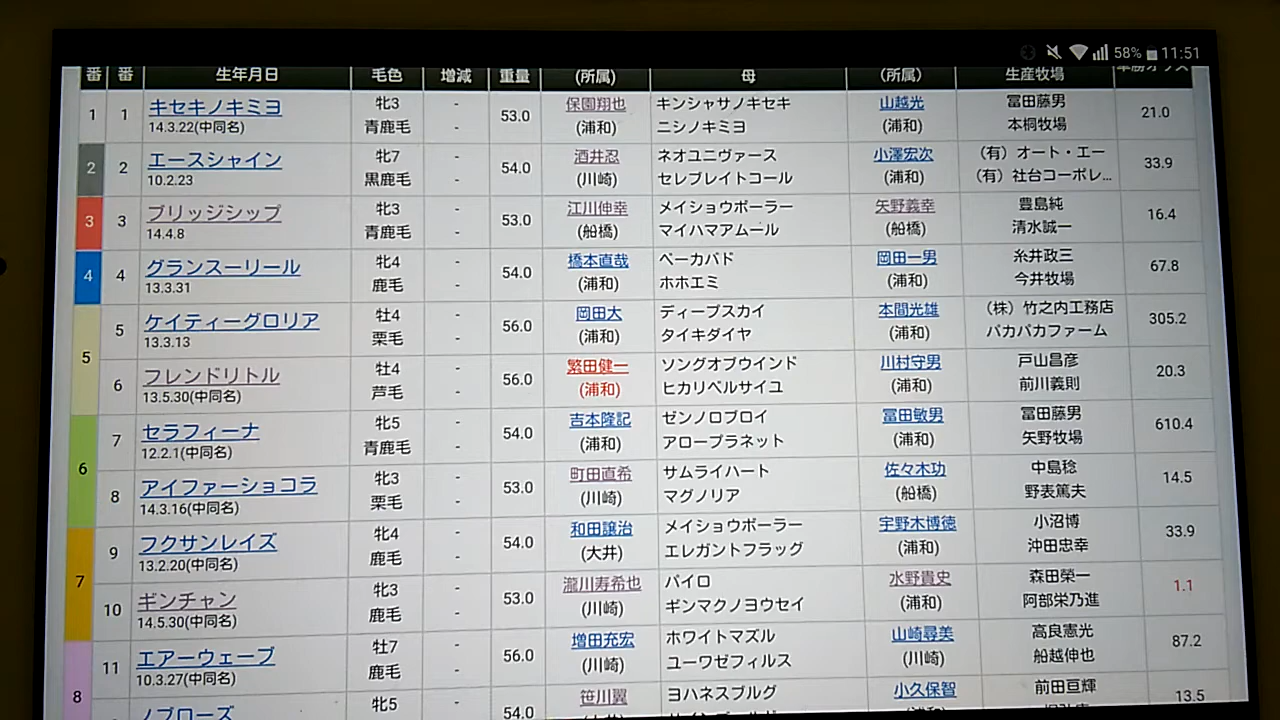 58% 11:51
番 番 生年月日 毛色 増減 重量 (所属) 母 (所属) 生産牧場 単勝オッズ
1 1 キセキノキミヨ 牝3 - 53.0 保園翔也 キンシャサノキセキ 山越光 冨田藤男 21.0
14.3.22(中同名) 青鹿毛 - (浦和) ニシノキミヨ (浦和) 本桐牧場
2 2 エースシャイン 牝7 - 54.0 酒井忍 ネオユニヴァース 小澤宏次 (有)オート・エー 33.9
10.2.23 黒鹿毛 - (川崎) セレブレイトコール (浦和) (有)社台コーポレ...
3 3 ブリッジシップ 牝3 - 53.0 江川伸幸 メイショウボーラー 矢野義幸 豊島純 16.4
14.4.8 青鹿毛 - (船橋) マイハマアムール (船橋) 清水誠一
4 4 グランスーリール 牝4 - 54.0 橋本直哉 ベーカバド 岡田一男 糸井政三 67.8
13.3.31 鹿毛 - (浦和) ホホエミ (浦和) 今井牧場
5 5 ケイティーグロリア 牡4 - 56.0 岡田大 ディープスカイ 本間光雄 (株)竹之内工務店 305.2
13.3.13 栗毛 - (浦和) タイキダイヤ (浦和) バカバカファーム
6 フレンドリトル 牡4 - 56.0 繁田健一 ソングオブウインド 川村守男 戸山昌彦 20.3
13.5.30(中同名) 芦毛 - (浦和) ヒカリベルサイユ (浦和) 前川義則
6 7 セラフィーナ 牝5 - 54.0 吉本隆記 ゼンノロブロイ 冨田敏男 冨田藤男 610.4
12.2.1(中同名) 青鹿毛 - (浦和) アロープラネット (浦和) 矢野牧場
8 アイファーショコラ 牝3 - 53.0 町田直希 サムライハート 佐々木功 中島稔 14.5
14.3.16(中同名) 栗毛 - (川崎) マグノリア (船橋) 野表篤夫
7 9 フクサンレイズ 牝4 - 54.0 和田譲治 メイショウボーラー 宇野木博徳 小沼博 33.9
13.2.20(中同名) 鹿毛 - (大井) エレガントフラッグ (浦和) 沖田忠幸
10 ギンチャン 牝3 - 53.0 瀧川寿希也 パイロ 水野貴史 森田榮一 1.1
14.5.30(中同名) 鹿毛 - (川崎) ギンマクノヨウセイ (浦和) 阿部栄乃進
8 11 エアーウェーブ 牡7 - 56.0 増田充宏 ホワイトマズル 山崎尋美 高良憲光 87.2
10.3.27(中同名) 鹿毛 - (川崎) ユーワゼフィルス (川崎) 船越伸也
ノブローズ 牝5 - 54.0 笹川翼 ヨハネスブルグ 小久保智 前田亘輝 13.5